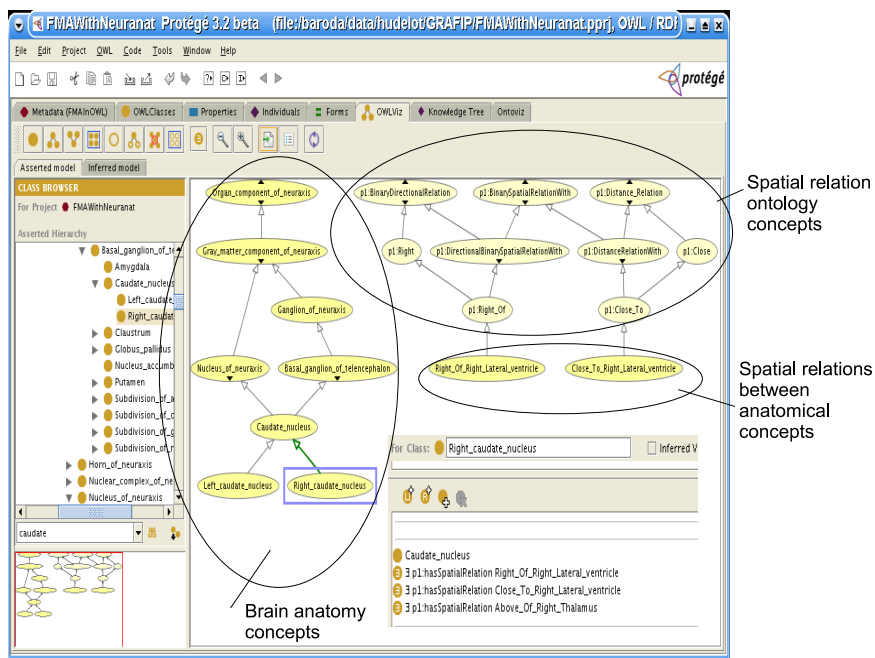 FMAWithNeuranat Protégé 3.2 beta (file:/baroda/data/hudelot/GRAFIP/FMAWithNeuranat.pprj, OWL / RDF
File Edit Project OWL Code Tools Window Help
protégé
Metadata (FMAInOWL) OWLClasses Properties Individuals Forms OWLViz Knowledge Tree Ontoviz
Asserted model Inferred model
CLASS BROWSER
For Project FMAWithNeuranat
Asserted Hierarchy
Basal_ganglion_of_te
Amygdala
Caudate_nucleus
Left_caudate_
Right_caudat
Claustrum
Globus_pallidus
Nucleus_accumb
Putamen
Subdivision_of_a
Subdivision_of_c
Subdivision_of_g
Subdivision_of_r
Horn_of_neuraxis
Nuclear_complex_of_ne
Nucleus_of_neuraxis
caudate
Organ_component_of_neuraxis
Gray_matter_component_of_neuraxis
Ganglion_of_neuraxis
Nucleus_of_neuraxis Basal_ganglion_of_telencephalon
Caudate_nucleus
Left_caudate_nucleus Right_caudate_nucleus
Brain anatomy
concepts
p1:BinaryDirectionalRelation p1:BinarySpatialRelationWith p1:Distance_Relation
p1:Right p1:DirectionalBinarySpatialRelationWith p1:DistanceRelationWith p1:Close
p1:Right_Of p1:Close_To
Right_Of_Right_Lateral_ventricle Close_To_Right_Lateral_ventricle
Spatial relation
ontology
concepts
Spatial relations
between
anatomical
concepts
For Class: Right_caudate_nucleus Inferred V
Caudate_nucleus
∃ p1:hasSpatialRelation Right_Of_Right_Lateral_ventricle
∃ p1:hasSpatialRelation Close_To_Right_Lateral_ventricle
∃ p1:hasSpatialRelation Above_Of_Right_Thalamus